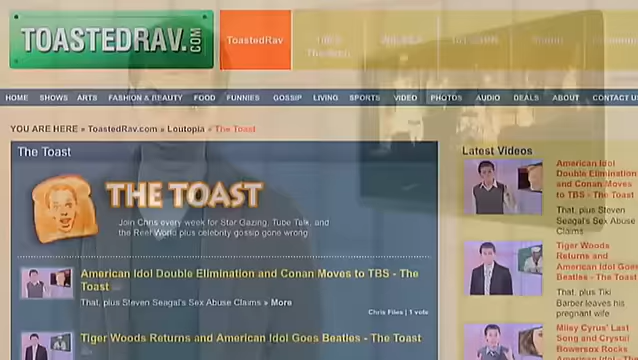 TOASTEDRAV.COM
ToastedRav
HOME SHOWS ARTS FASHION & BEAUTY FOOD FUNNIES GOSSIP LIVING SPORTS VIDEO PHOTOS AUDIO DEALS ABOUT CONTACT US
YOU ARE HERE » ToastedRav.com » Loutopia » The Toast
The Toast
THE TOAST
Join Chris every week for Star Gazing, Tube Talk, and
the Reel World plus celebrity gossip gone wrong
American Idol Double Elimination and Conan Moves to TBS - The
Toast
That, plus Steven Seagal's Sex Abuse Claims » More
Chris Files | 1 vote
Tiger Woods Returns and American Idol Goes Beatles - The Toast
Latest Videos
American Idol
Double Elimination
and Conan Moves
to TBS - The Toast
That, plus Steven
Seagal's Sex Abuse
Claims
Tiger Woods
Returns and
American Idol Goes
Beatles - The Toast
That, plus Tiki
Barber leaves his
pregnant wife
Miley Cyrus' Last
Song and Crystal
Bowersox Rocks
American Idol - The